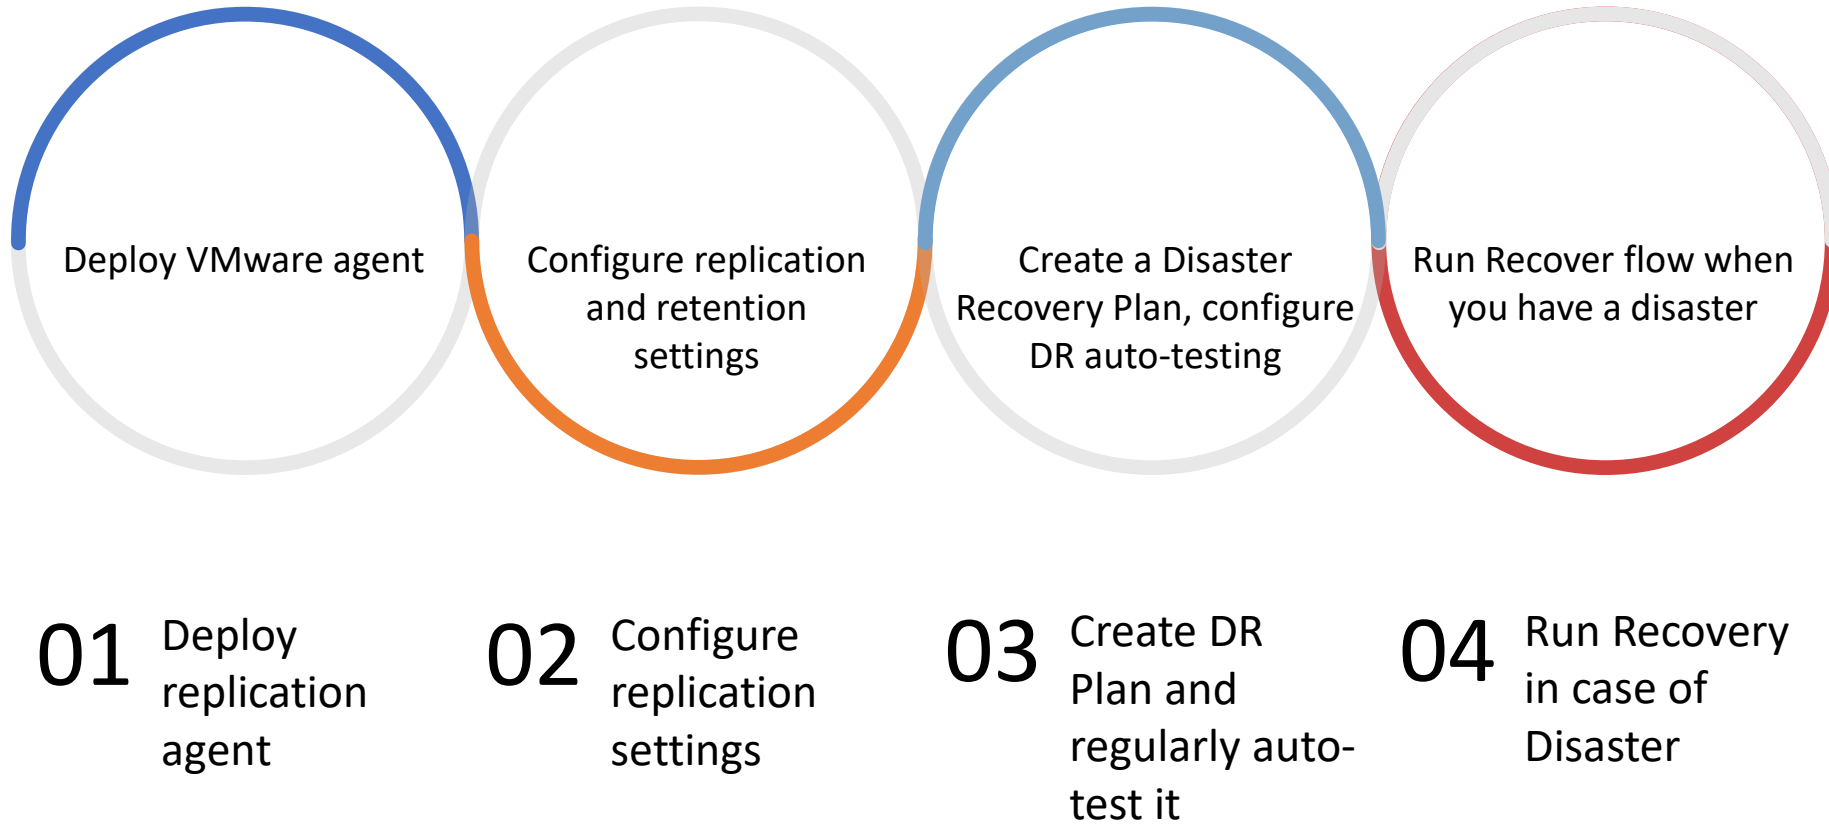 Deploy VMware agent
Configure replication
and retention
settings
Create a Disaster
Recovery Plan, configure
DR auto-testing
Run Recover flow when
you have a disaster
01
Deploy
replication
agent
02
Configure
replication
settings
03
Create DR
Plan and
regularly auto-
test it
04
Run Recovery
in case of
Disaster